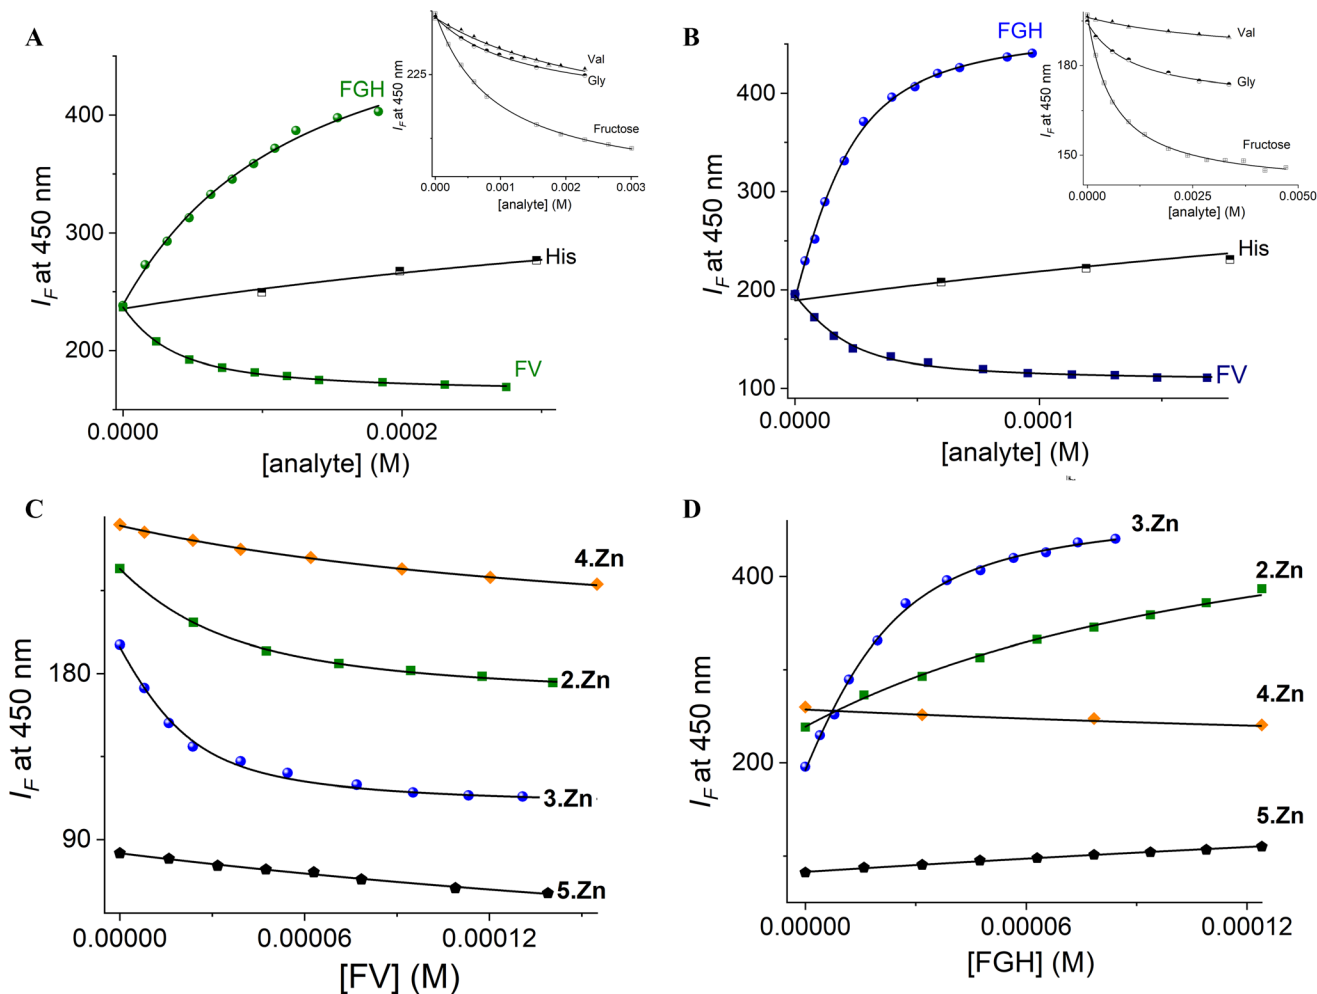 A
400
300
200
I_F at 450 nm
FGH
His
FV
0.0000
0.0002
[analyte] (M)
225
I_F at 450 nm
Val
Gly
Fructose
0.000
0.001
0.002
0.003
[analyte] (M)
B
400
300
200
100
I_F at 450 nm
FGH
His
FV
0.0000
0.0001
[analyte] (M)
180
150
I_F at 450 nm
Val
Gly
Fructose
0.0000
0.0025
0.0050
[analyte] (M)
C
180
90
I_F at 450 nm
4.Zn
2.Zn
3.Zn
5.Zn
0.00000
0.00006
0.00012
[FV] (M)
D
400
200
I_F at 450 nm
3.Zn
2.Zn
4.Zn
5.Zn
0.00000
0.00006
0.00012
[FGH] (M)